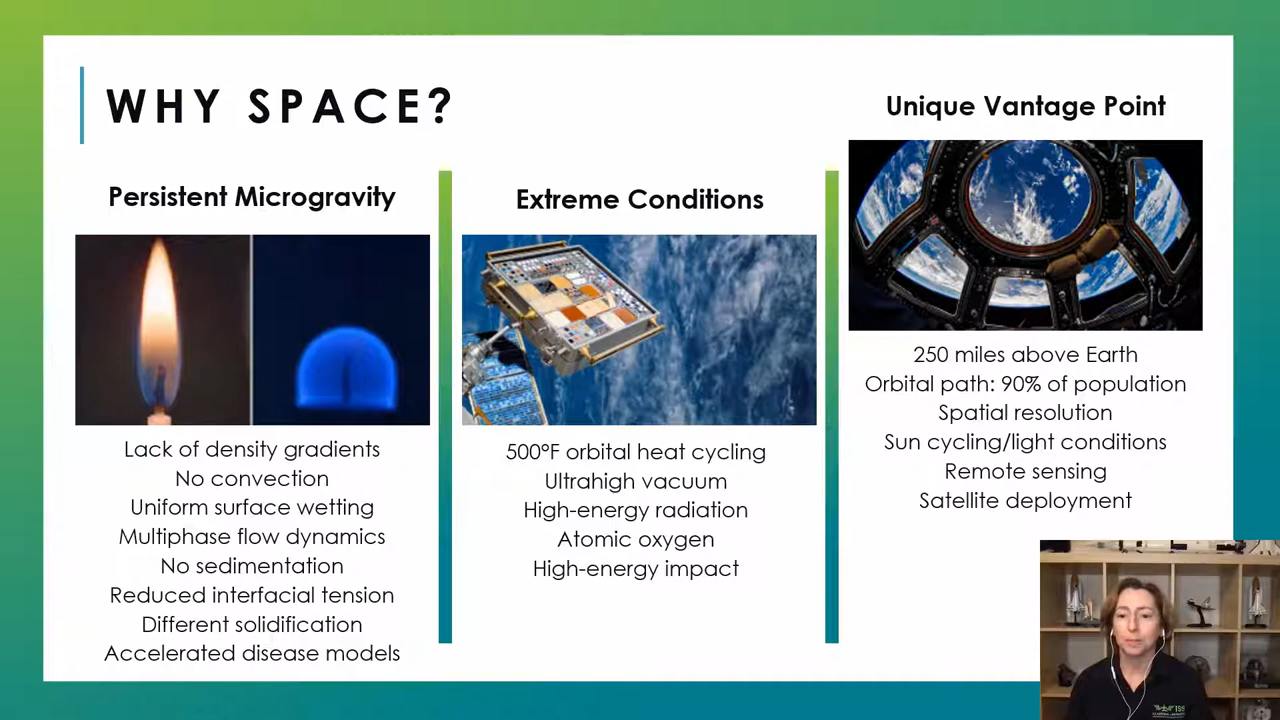 WHY SPACE?
Persistent Microgravity
Lack of density gradients
No convection
Uniform surface wetting
Multiphase flow dynamics
No sedimentation
Reduced interfacial tension
Different solidification
Accelerated disease models
Extreme Conditions
500°F orbital heat cycling
Ultrahigh vacuum
High-energy radiation
Atomic oxygen
High-energy impact
Unique Vantage Point
250 miles above Earth
Orbital path: 90% of population
Spatial resolution
Sun cycling/light conditions
Remote sensing
Satellite deployment
ISS